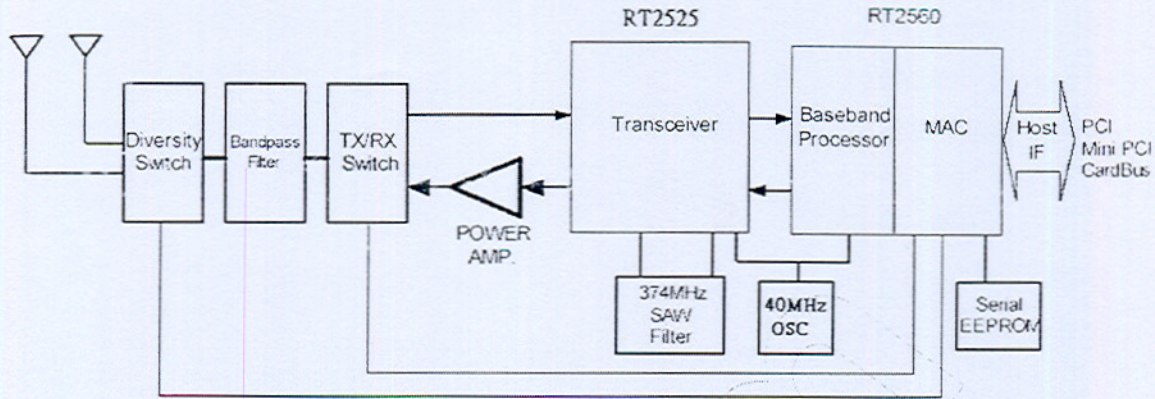 RT2525
RT2560
Diversity
Switch
Bandpass
Filter
TX/RX
Switch
Transceiver
Baseband
Processor
MAC
Host
IF
PCI
Mini PCI
CardBus
POWER
AMP.
374MHz
SAW
Filter
40MHz
OSC
Serial
EEPROM